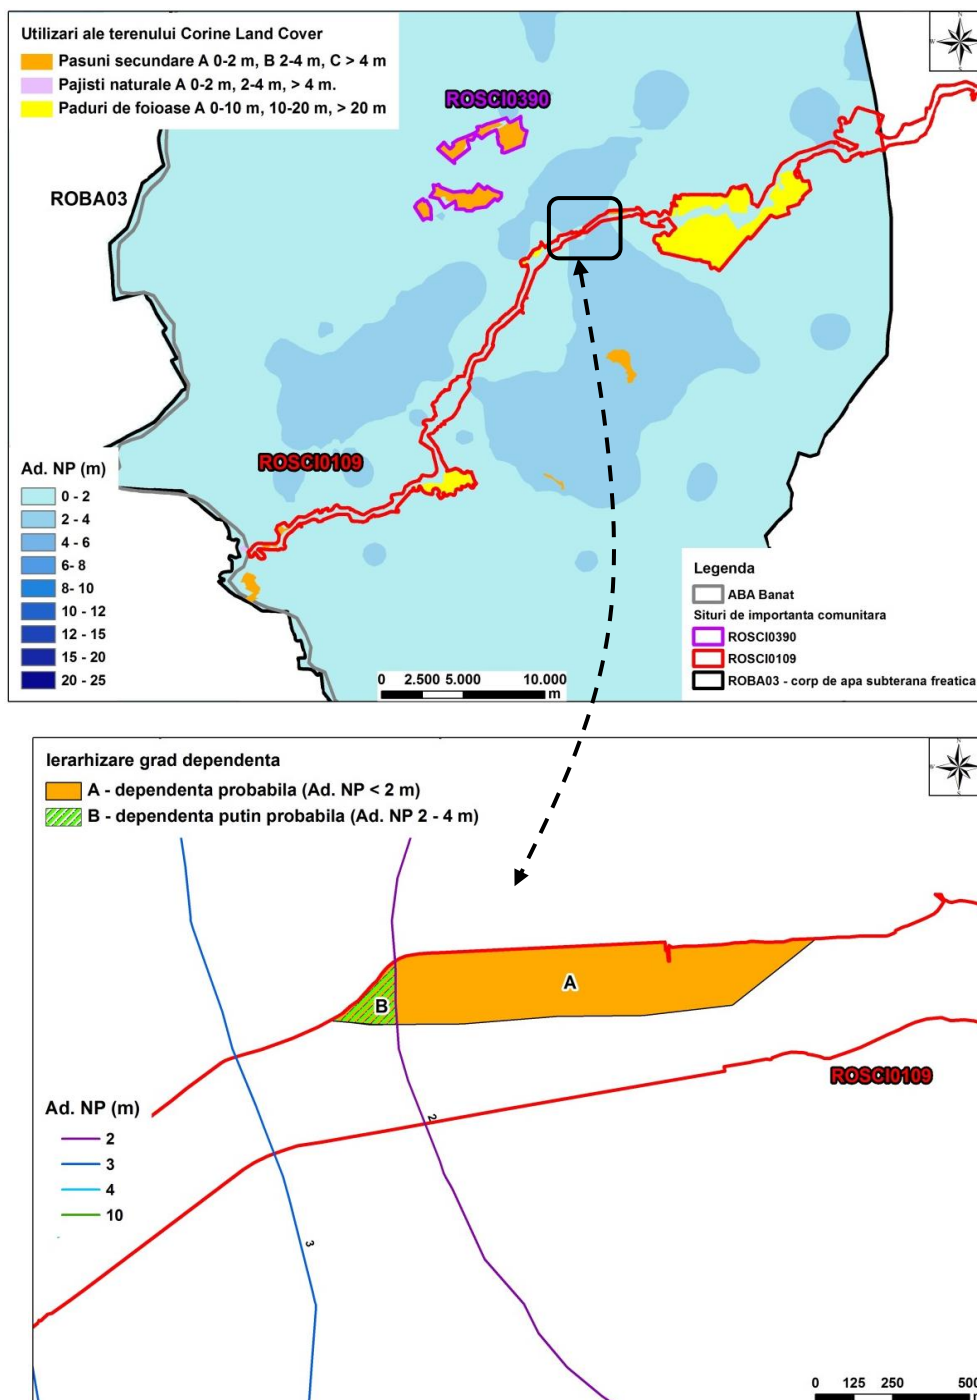 Utilizari ale terenului Corine Land Cover
Pasuni secundare A 0-2 m, B 2-4 m, C > 4 m
Pajisti naturale A 0-2 m, 2-4 m, > 4 m.
Paduri de foioase A 0-10 m, 10-20 m, > 20 m
ROSCI0390
ROBA03
ROSCI0109
Ad. NP (m)
0 - 2
2 - 4
4 - 6
6- 8
8- 10
10 - 12
12 - 15
15 - 20
20 - 25
0 2.500 5.000 10.000
m
Legenda
ABA Banat
Situri de importanta comunitara
ROSCI0390
ROSCI0109
ROBA03 - corp de apa subterana freatica
Ierarhizare grad dependenta
A - dependenta probabila (Ad. NP < 2 m)
B - dependenta putin probabila (Ad. NP 2 - 4 m)
A
B
ROSCI0109
Ad. NP (m)
2
3
4
10
2
3
0 125 250 500